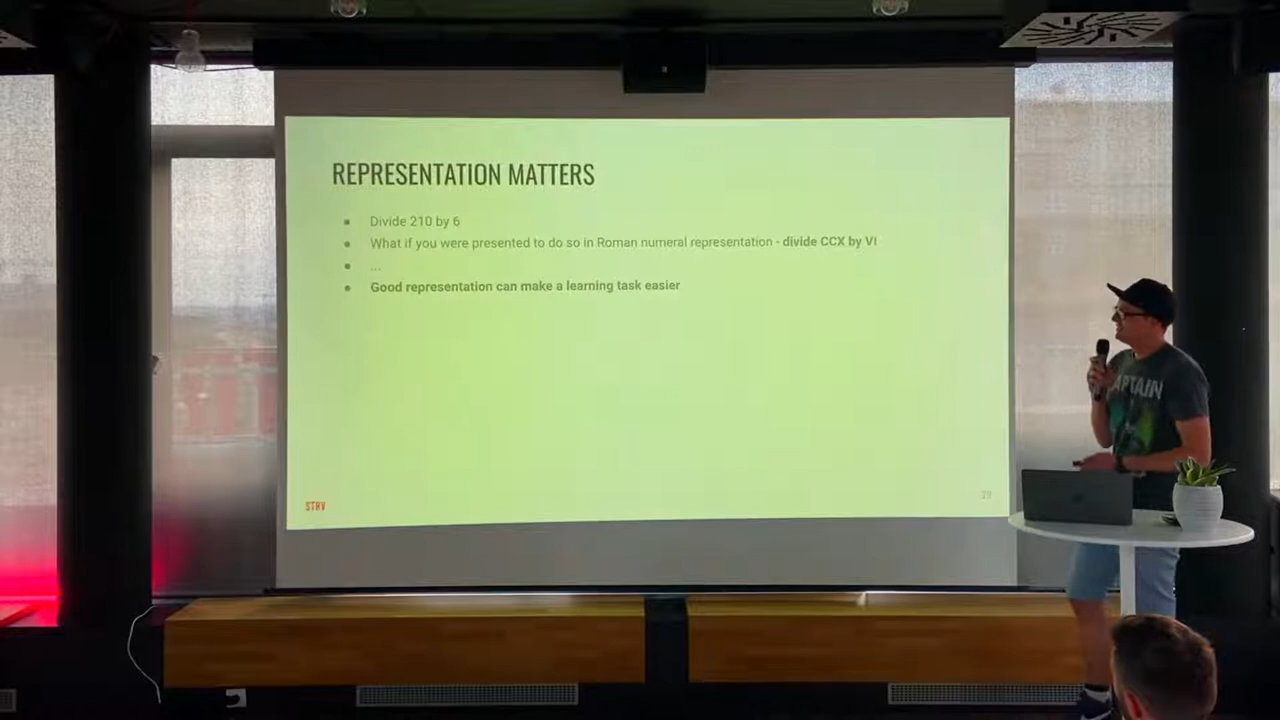 REPRESENTATION MATTERS
Divide 210 by 6
What if you were presented to do so in Roman numeral representation - divide CCX by VI
...
Good representation can make a learning task easier
STRV
APTAIN